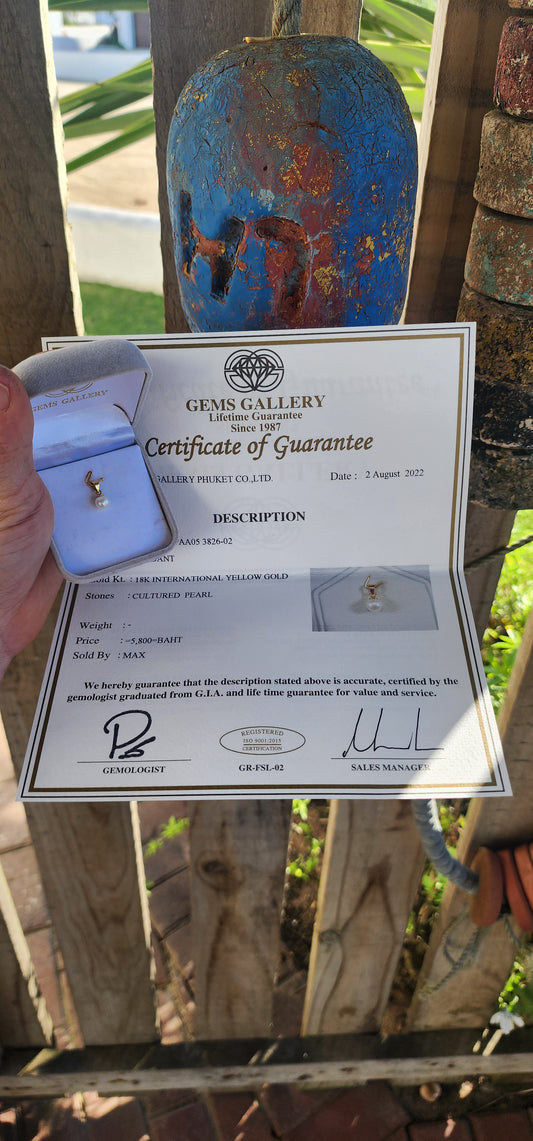 H7
GEMS GALLERY
Lifetime Guarantee
Since 1987
Certificate of Guarantee
GEMS GALLERY
GALLERY PHUKET CO.,LTD.
Date : 2 August 2022
DESCRIPTION
AA05 3826-02
Kt. : 18K INTERNATIONAL YELLOW GOLD
Stones : CULTURED PEARL
Weight : -
Price : =5,800=BAHT
Sold By : MAX
We hereby guarantee that the description stated above is accurate, certified by the
gemologist graduated from G.I.A. and life time guarantee for value and service.
REGISTERED
ISO 9001:2015
CERTIFICATION
GEMOLOGIST
GR-FSL-02
SALES MANAGER